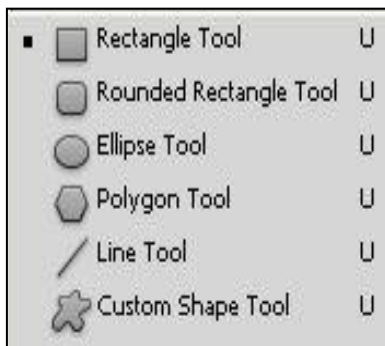 Rectangle Tool U
Rounded Rectangle Tool U
Ellipse Tool U
Polygon Tool U
Line Tool U
Custom Shape Tool U